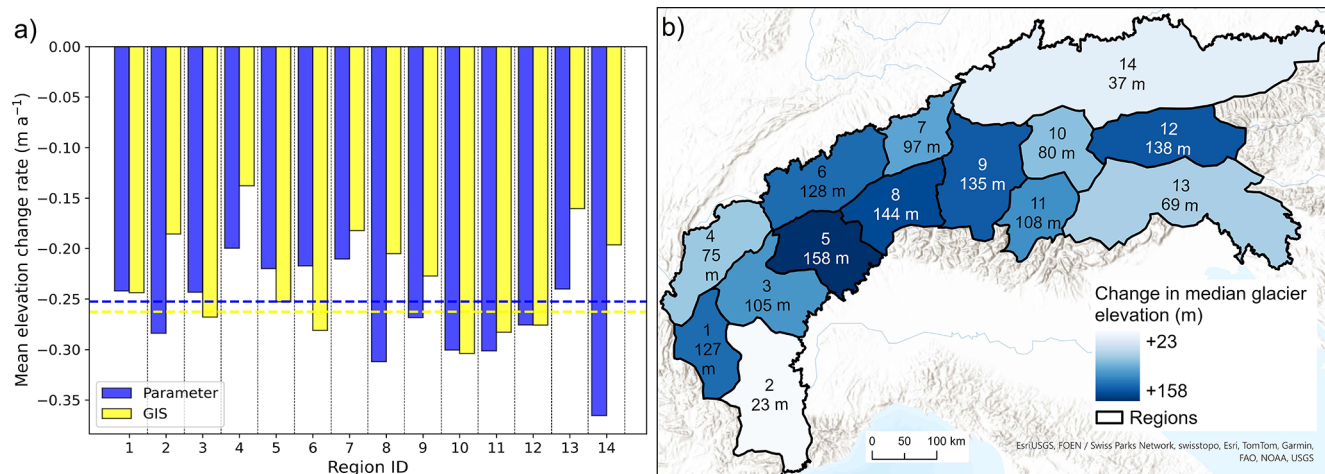 a)
0.00
−0.05
−0.10
−0.15
−0.20
−0.25
−0.30
−0.35
Mean elevation change rate (m a⁻¹)
Parameter
GIS
1 2 3 4 5 6 7 8 9 10 11 12 13 14
Region ID
b)
14
37 m
7
97 m
10
80 m
12
138 m
9
135 m
6
128 m
8
144 m
13
69 m
11
108 m
4
75
m
5
158 m
3
105 m
1
127
m
2
23 m
Change in median glacier
elevation (m)
+23
+158
Regions
0 50 100 km
EsriUSGS, FOEN / Swiss Parks Network, swisstopo, Esri, TomTom, Garmin,
FAO, NOAA, USGS